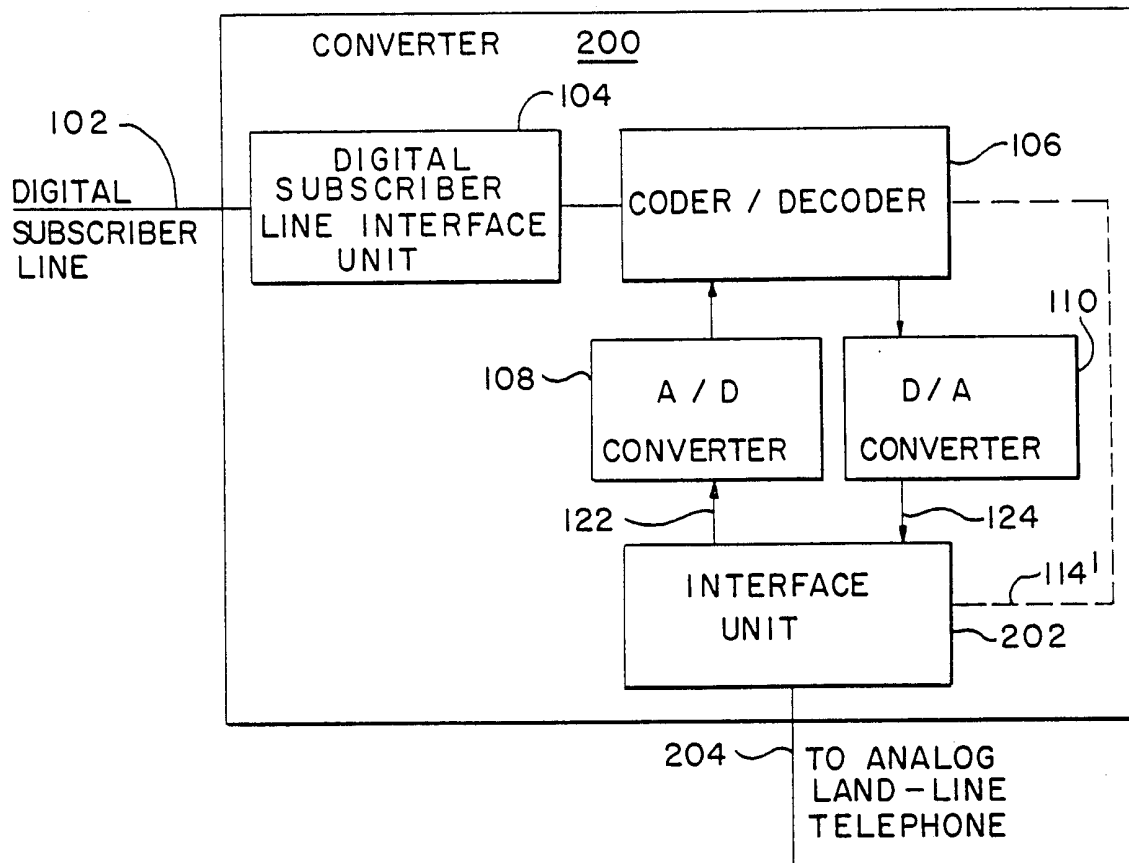 CONVERTER 200
104
102
DIGITAL
SUBSCRIBER
LINE
DIGITAL
SUBSCRIBER
LINE INTERFACE
UNIT
CODER / DECODER
106
108
A / D
CONVERTER
110
D/A
CONVERTER
122
124
INTERFACE
UNIT
114'
202
204
TO ANALOG
LAND-LINE
TELEPHONE